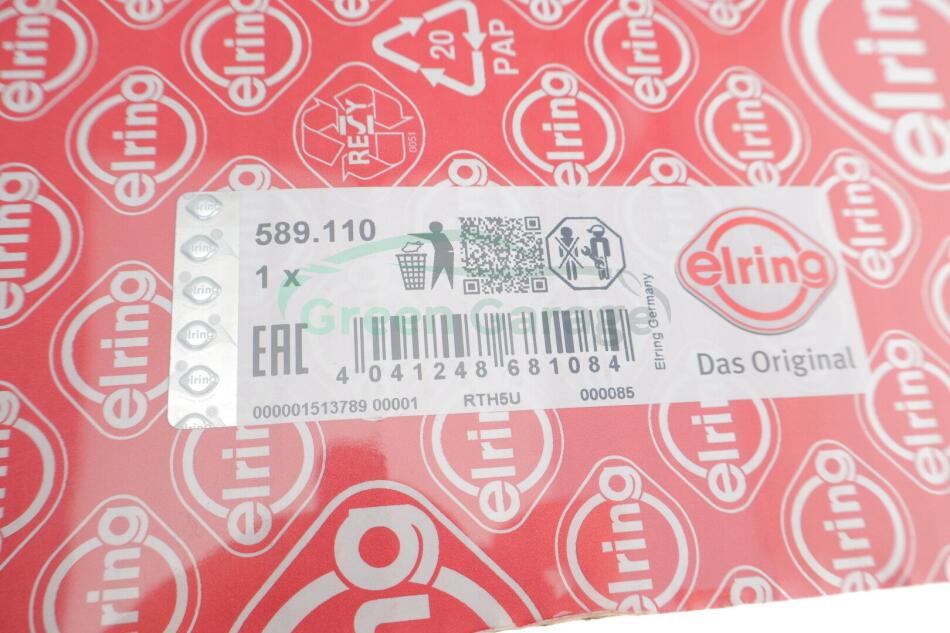 20
PAP
RESY
0051
589.110
1 x
elring
Green Garage
EAC
4 041248 681084
Elring Germany
Das Original
000001513789 00001
RTH5U
000085
elring